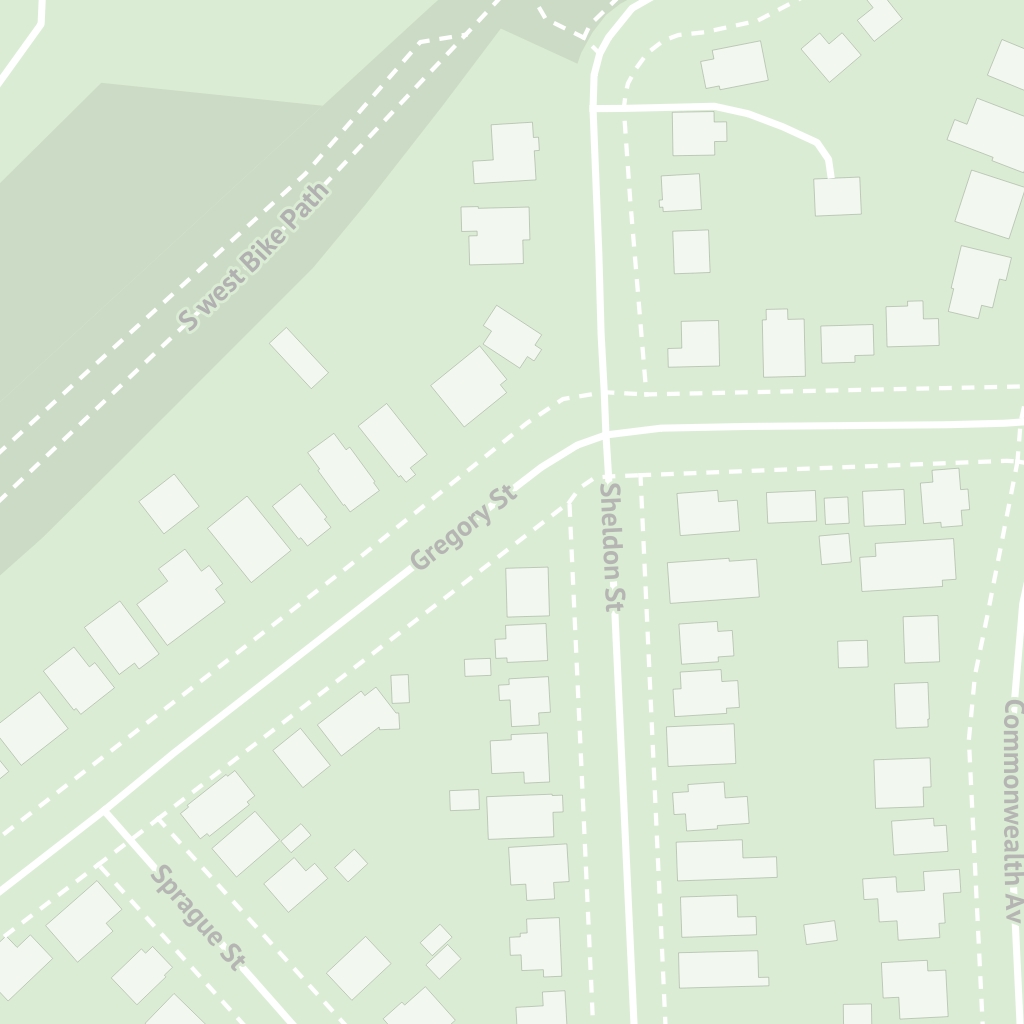 S west Bike Path
Gregory St
Sheldon St
Commonwealth Av
Sprague St